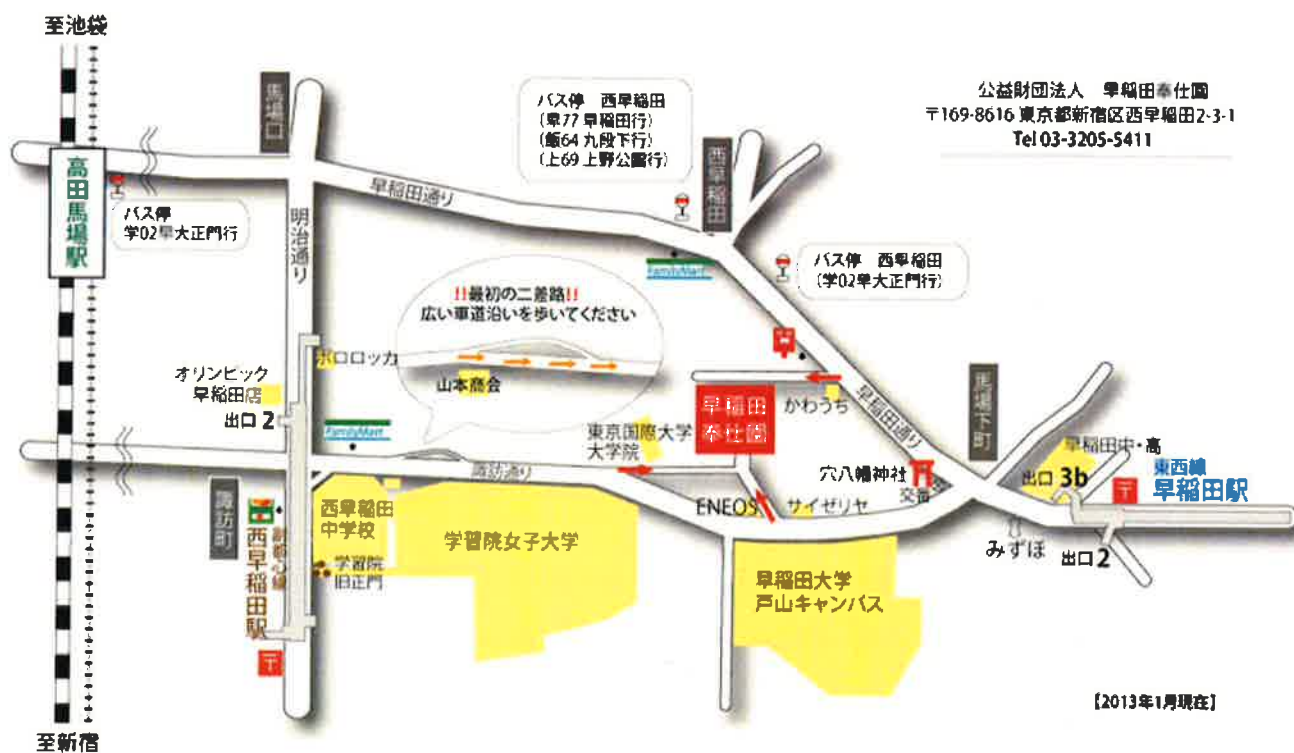 至池袋
馬場口
バス停 西早稲田
(早77 早稲田行)
(飯64 九段下行)
(上69 上野公園行)
公益財団法人 早稲田奉仕園
〒169-8616 東京都新宿区西早稲田2-3-1
Tel 03-3205-5411
高田馬場駅
バス停
学02早大正門行
早稲田通り
西早稲田
明治通り
FamilyMart
バス停 西早稲田
(学02早大正門行)
!!最初の二差路!!
広い車道沿いを歩いてください
山本商会
ポロロッカ
オリンピック
早稲田店
出口 2
FamilyMart
諏訪通り
東京国際大学
大学院
早稲田
奉仕園
かわうち
早稲田通り
馬場下町
早稲田中・高
出口 3b
〒
東西線
早稲田駅
穴八幡神社
交番
ENEOS
サイゼリヤ
みずほ
出口 2
諏訪町
副都心線
西早稲田駅
〒
西早稲田
中学校
学習院
旧正門
学習院女子大学
早稲田大学
戸山キャンパス
【2013年1月現在】
至新宿